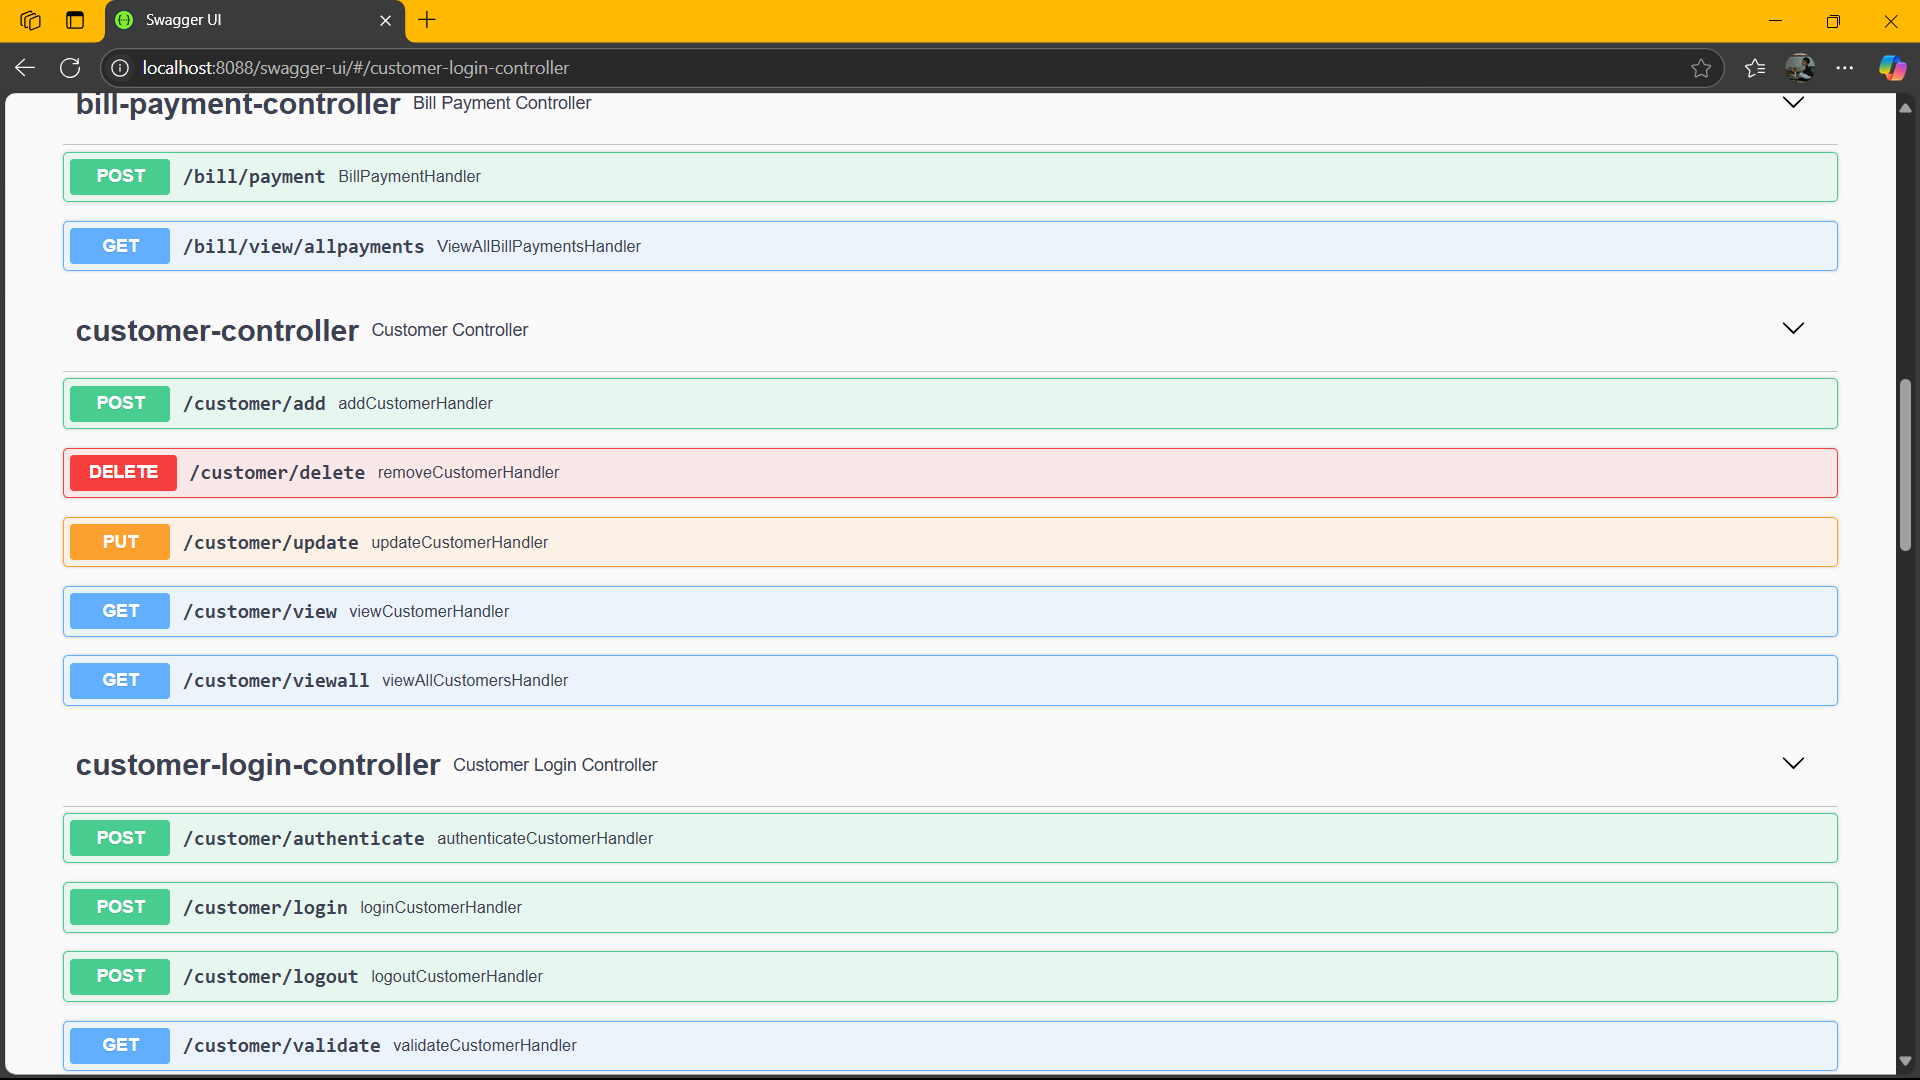 Swagger UI
localhost:8088/swagger-ui/#/customer-login-controller
bill-payment-controller Bill Payment Controller
POST /bill/payment BillPaymentHandler
GET /bill/view/allpayments ViewAllBillPaymentsHandler
customer-controller Customer Controller
POST /customer/add addCustomerHandler
DELETE /customer/delete removeCustomerHandler
PUT /customer/update updateCustomerHandler
GET /customer/view viewCustomerHandler
GET /customer/viewall viewAllCustomersHandler
customer-login-controller Customer Login Controller
POST /customer/authenticate authenticateCustomerHandler
POST /customer/login loginCustomerHandler
POST /customer/logout logoutCustomerHandler
GET /customer/validate validateCustomerHandler